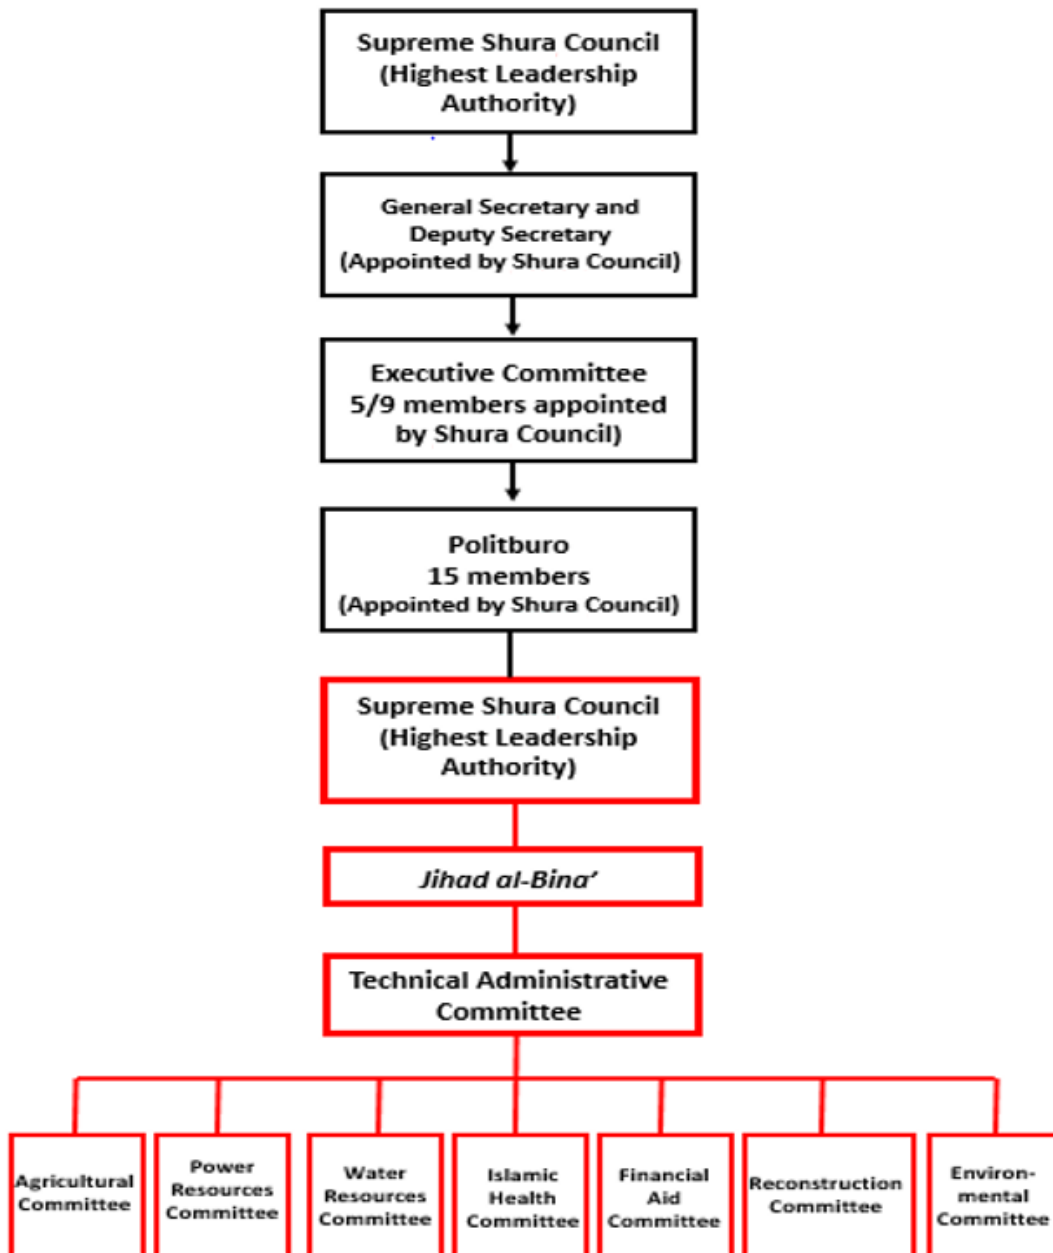 Supreme Shura Council
(Highest Leadership
Authority)
General Secretary and
Deputy Secretary
(Appointed by Shura Council)
Executive Committee
5/9 members appointed
by Shura Council)
Politburo
15 members
(Appointed by Shura Council)
Supreme Shura Council
(Highest Leadership
Authority)
Jihad al-Bina’
Technical Administrative
Committee
Agricultural
Committee
Power
Resources
Committee
Water
Resources
Committee
Islamic
Health
Committee
Financial
Aid
Committee
Reconstruction
Committee
Environ-
mental
Committee